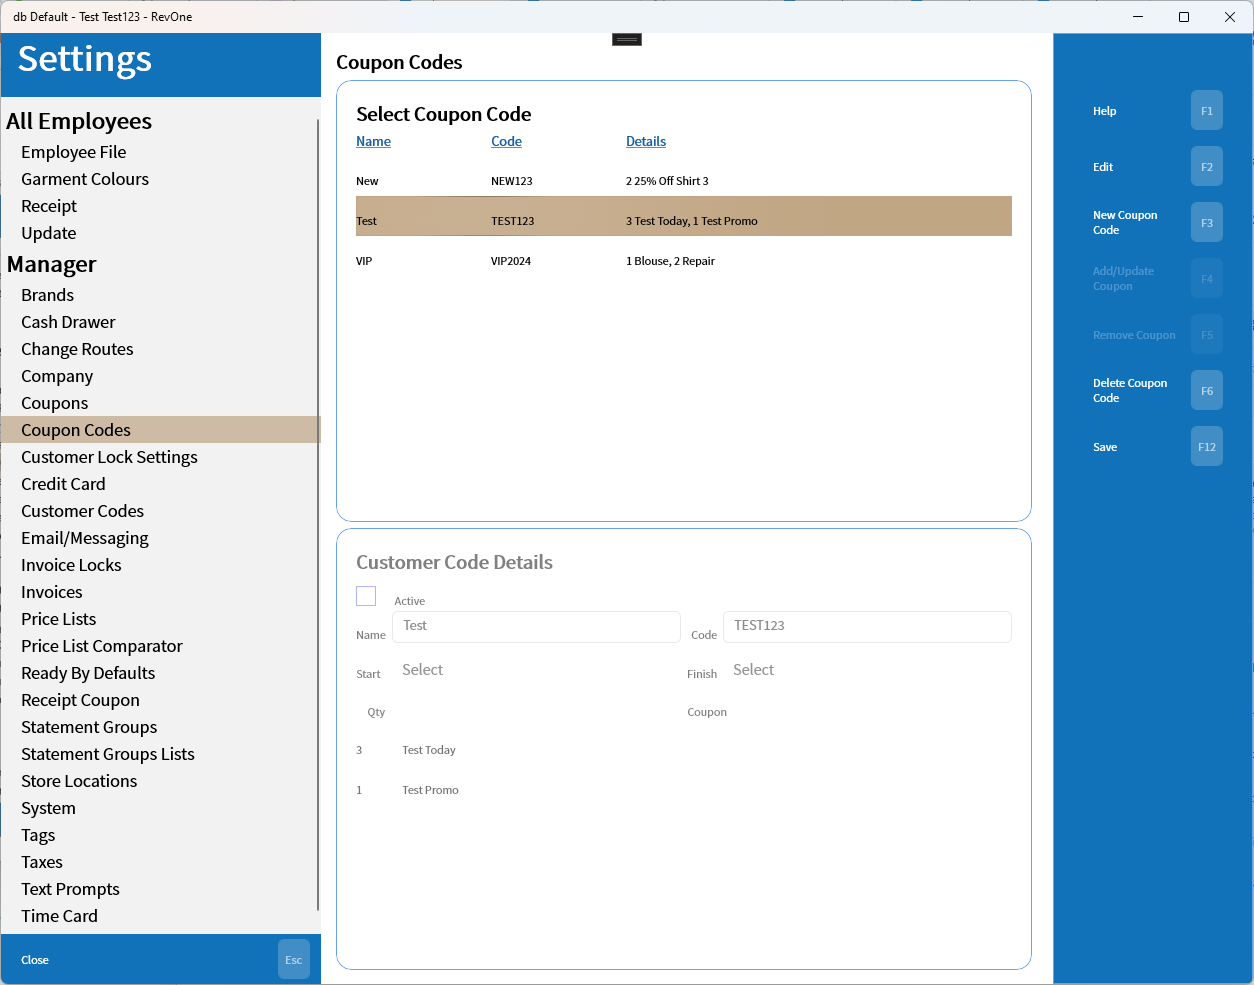 db Default - Test Test123 - RevOne
Settings
All Employees
Employee File
Garment Colours
Receipt
Update
Manager
Brands
Cash Drawer
Change Routes
Company
Coupons
Coupon Codes
Customer Lock Settings
Credit Card
Customer Codes
Email/Messaging
Invoice Locks
Invoices
Price Lists
Price List Comparator
Ready By Defaults
Receipt Coupon
Statement Groups
Statement Groups Lists
Store Locations
System
Tags
Taxes
Text Prompts
Time Card
Close Esc
Coupon Codes
Select Coupon Code
Name Code Details
New NEW123 2 25% Off Shirt 3
Test TEST123 3 Test Today, 1 Test Promo
VIP VIP2024 1 Blouse, 2 Repair
Customer Code Details
Active
Name Test Code TEST123
Start Select Finish Select
Qty Coupon
3 Test Today
1 Test Promo
Help F1
Edit F2
New Coupon
Code F3
Add/Update
Coupon F4
Remove Coupon F5
Delete Coupon
Code F6
Save F12